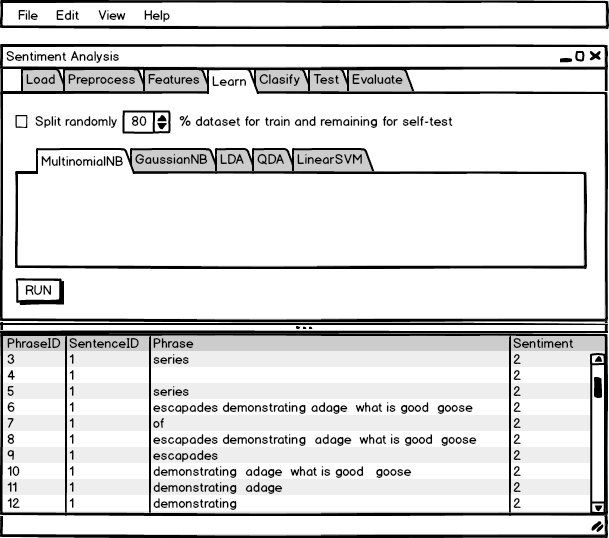 File Edit View Help
Sentiment Analysis
Load Preprocess Features Learn Clasify Test Evaluate
Split randomly 80 % dataset for train and remaining for self-test
MultinomialNB GaussianNB LDA QDA LinearSVM
RUN
PhraseID SentenceID Phrase Sentiment
3 1 series 2
4 1 2
5 1 series 2
6 1 escapades demonstrating adage what is good goose 2
7 1 of 2
8 1 escapades demonstrating adage what is good goose 2
9 1 escapades 2
10 1 demonstrating adage what is good goose 2
11 1 demonstrating adage 2
12 1 demonstrating 2